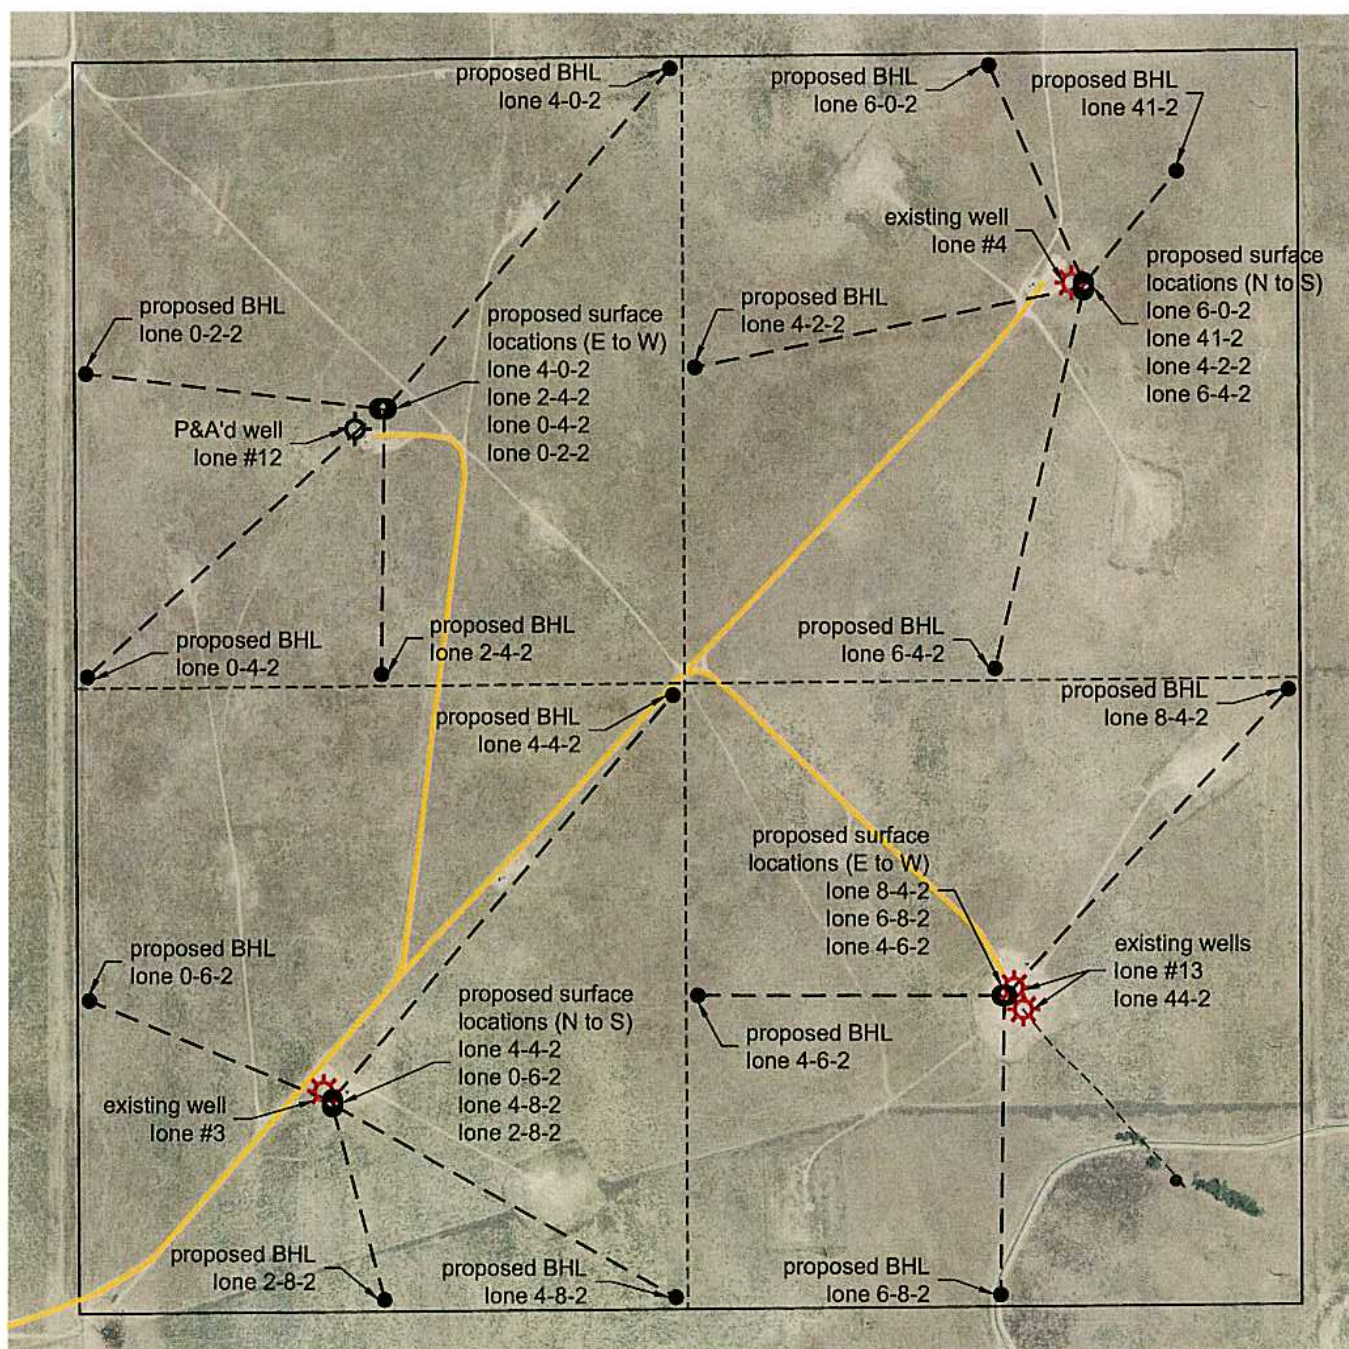 proposed BHL
Ione 4-0-2
proposed BHL
Ione 6-0-2
proposed BHL
Ione 41-2
existing well
Ione #4
proposed surface
locations (N to S)
Ione 6-0-2
Ione 41-2
Ione 4-2-2
Ione 6-4-2
proposed BHL
Ione 4-2-2
proposed BHL
Ione 0-2-2
proposed surface
locations (E to W)
Ione 4-0-2
Ione 2-4-2
Ione 0-4-2
Ione 0-2-2
P&A'd well
Ione #12
proposed BHL
Ione 0-4-2
proposed BHL
Ione 2-4-2
proposed BHL
Ione 6-4-2
proposed BHL
Ione 8-4-2
proposed BHL
Ione 4-4-2
proposed surface
locations (E to W)
Ione 8-4-2
Ione 6-8-2
Ione 4-6-2
existing wells
Ione #13
Ione 44-2
proposed BHL
Ione 0-6-2
proposed surface
locations (N to S)
Ione 4-4-2
Ione 0-6-2
Ione 4-8-2
Ione 2-8-2
proposed BHL
Ione 4-6-2
existing well
Ione #3
proposed BHL
Ione 2-8-2
proposed BHL
Ione 4-8-2
proposed BHL
Ione 6-8-2